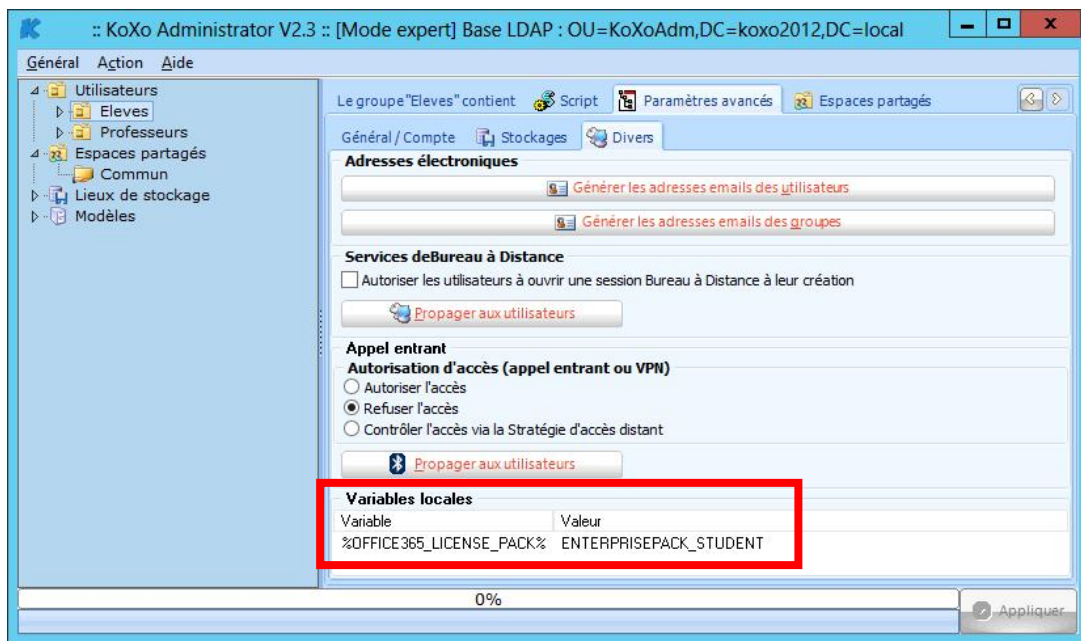 :: KoXo Administrator V2.3 :: [Mode expert] Base LDAP : OU=KoXoAdm,DC=koxo2012,DC=local
Général Action Aide
Utilisateurs
Eleves
Professeurs
Espaces partagés
Commun
Lieux de stockage
Modèles
Le groupe "Eleves" contient Script Paramètres avancés Espaces partagés
Général / Compte Stockages Divers
Adresses électroniques
Générer les adresses emails des utilisateurs
Générer les adresses emails des groupes
Services deBureau à Distance
Autoriser les utilisateurs à ouvrir une session Bureau à Distance à leur création
Propager aux utilisateurs
Appel entrant
Autorisation d'accès (appel entrant ou VPN)
Autoriser l'accès
Refuser l'accès
Contrôler l'accès via la Stratégie d'accès distant
Propager aux utilisateurs
Variables locales
Variable Valeur
%OFFICE365_LICENSE_PACK% ENTERPRISEPACK_STUDENT
0%
Appliquer